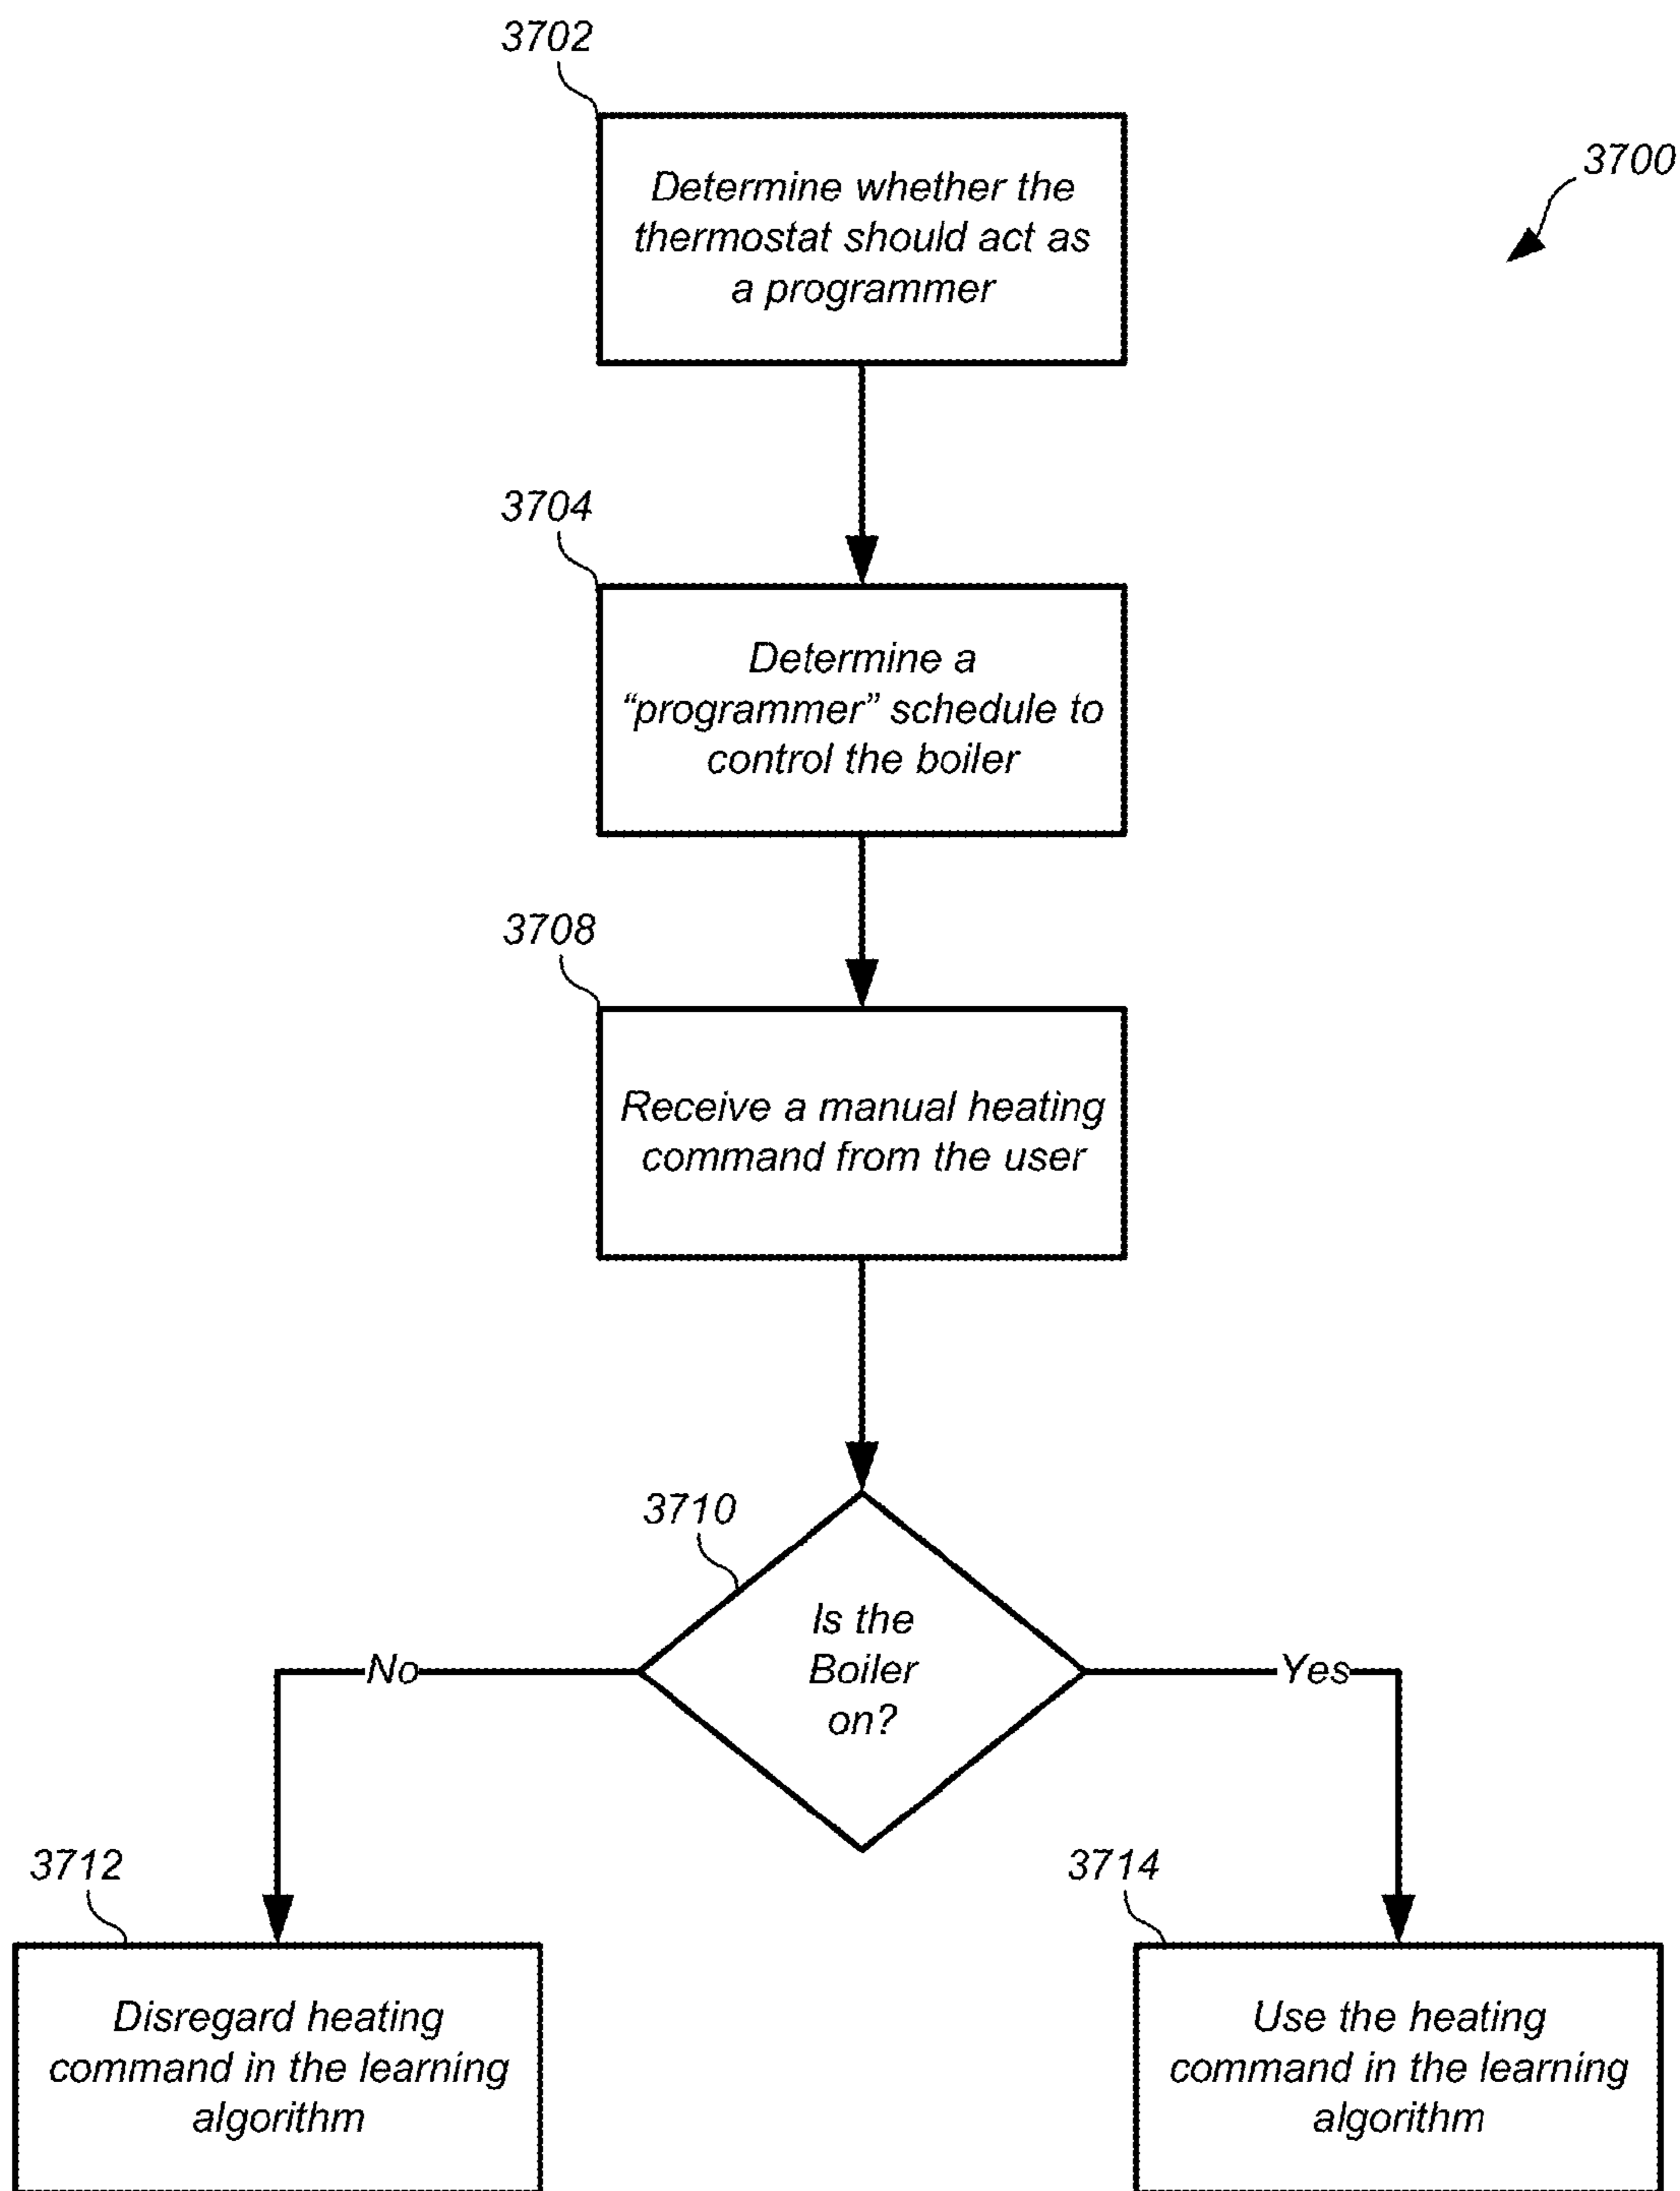 3702
3700
Determine whether the
thermostat should act as
a programmer
3704
Determine a
“programmer” schedule to
control the boiler
3708
Receive a manual heating
command from the user
3710
Is the
Boiler
on?
No
Yes
3712
3714
Disregard heating
command in the learning
algorithm
Use the heating
command in the learning
algorithm